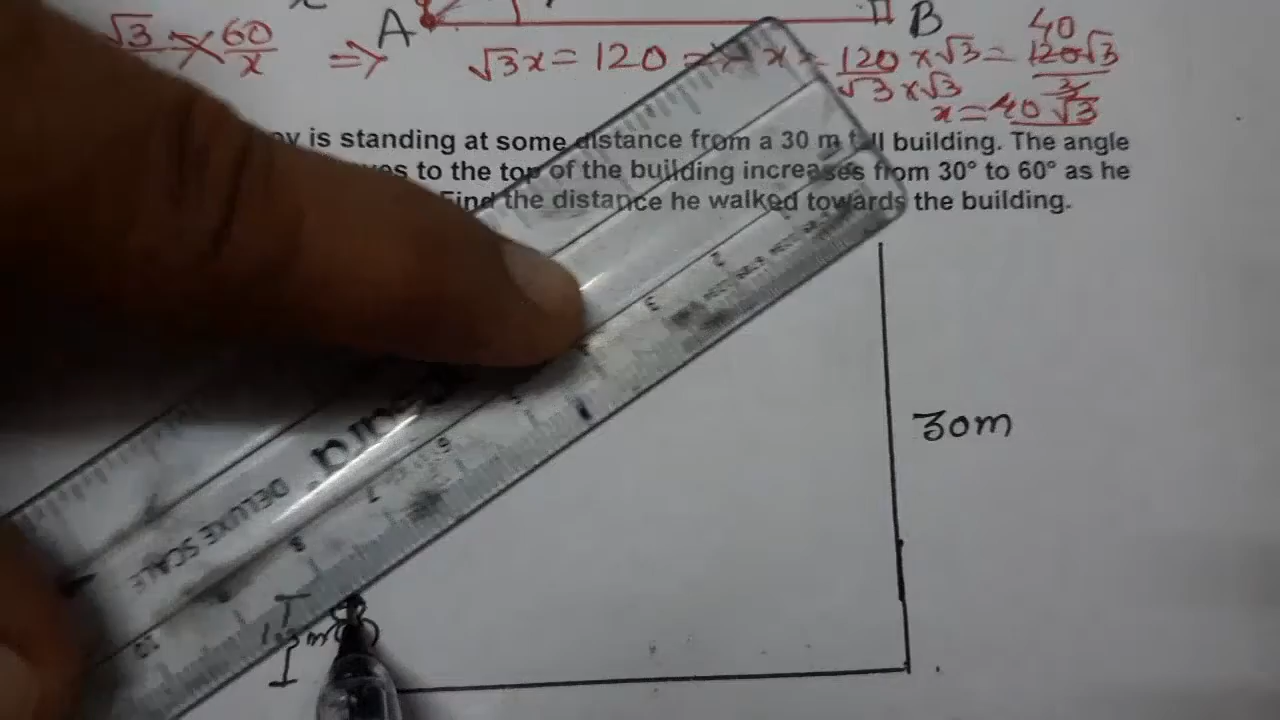 √3 60/x ⇒ A √3x = 120 ⇒ x = 120/√3 × √3/√3 = 120√3/3 B 40
x = 40√3
is standing at some distance from a 30 m tall building. The angle
to the top of the building increases from 30° to 60° as he
Find the distance he walked towards the building.
30m
DELUXE SCALE